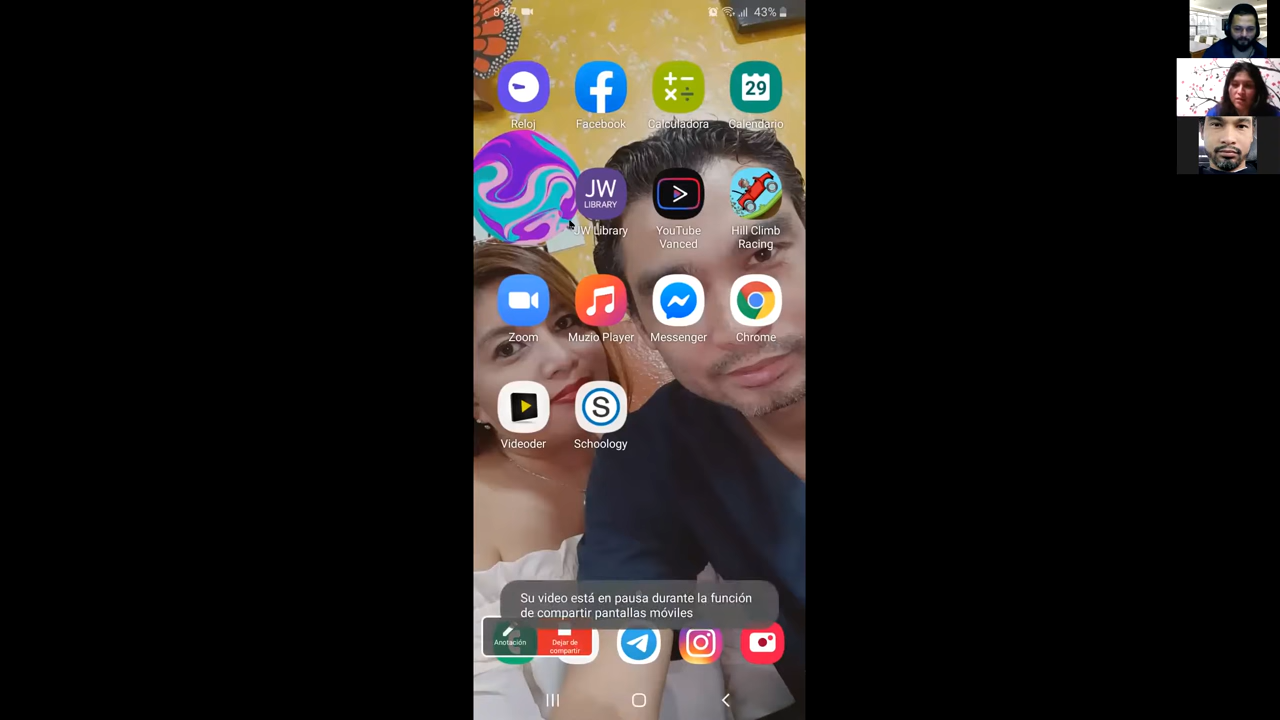 8:47
43%
29
Reloj
Facebook
Calculadora
Calendario
JW
LIBRARY
JW Library
YouTube
Vanced
Hill Climb
Racing
Zoom
Muzio Player
Messenger
Chrome
S
Videoder
Schoology
Su video está en pausa durante la función
de compartir pantallas móviles
Anotación
Dejar de
compartir